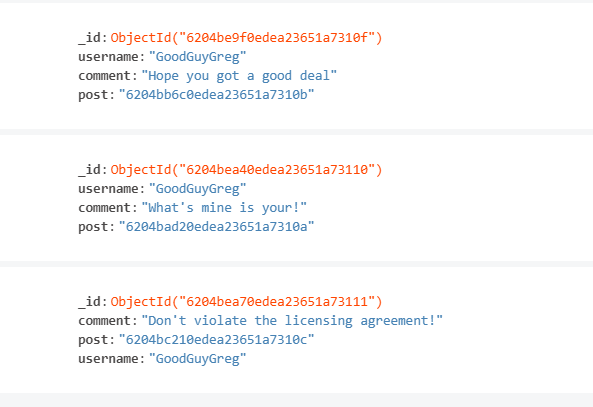 _id: ObjectId("6204be9f0edea23651a7310f")
username: "GoodGuyGreg"
comment: "Hope you got a good deal"
post: "6204bb6c0edea23651a7310b"
_id: ObjectId("6204bea40edea23651a73110")
username: "GoodGuyGreg"
comment: "What's mine is your!"
post: "6204bad20edea23651a7310a"
_id: ObjectId("6204bea70edea23651a73111")
comment: "Don't violate the licensing agreement!"
post: "6204bc210edea23651a7310c"
username: "GoodGuyGreg"